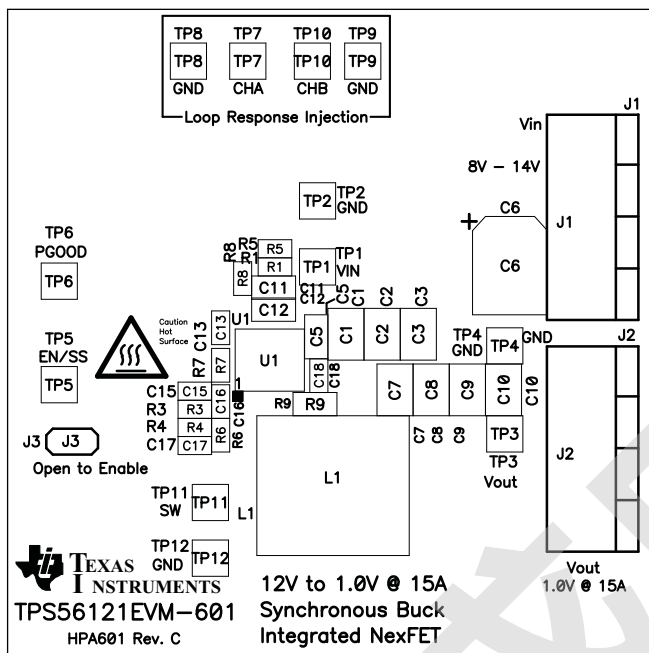 TP8 TP7 TP10 TP9
TP8 TP7 TP10 TP9
GND CHA CHB GND
Loop Response Injection
J1
Vin
8V - 14V
C6
+
C6
J1
TP2
TP2
GND
TP6
PGOOD
TP6
R8
R5
R1
R8
R5
R1
TP1
TP1
VIN
C11
C12
C11
C12
C5
C1
C2
C3
TP5
EN/SS
TP5
Caution
Hot
Surface
C13
C13
U1
U1
C5
C1
C2
C3
TP4
GND
GND
TP4
J2
R7
R7
C18
C18
C15
C15
R3
R3
C16
C16
1
R4
R4
C17
C17
R6
R6
R9
R9
C7
C8
C9
C10
C10
C7
C8
C9
TP3
TP3
Vout
J2
J3
J3
Open to Enable
L1
L1
TP11
SW
TP11
TP12
GND
TP12
TEXAS
INSTRUMENTS
TPS56121EVM-601
HPA601 Rev. C
12V to 1.0V @ 15A
Synchronous Buck
Integrated NexFET
Vout
1.0V @ 15A